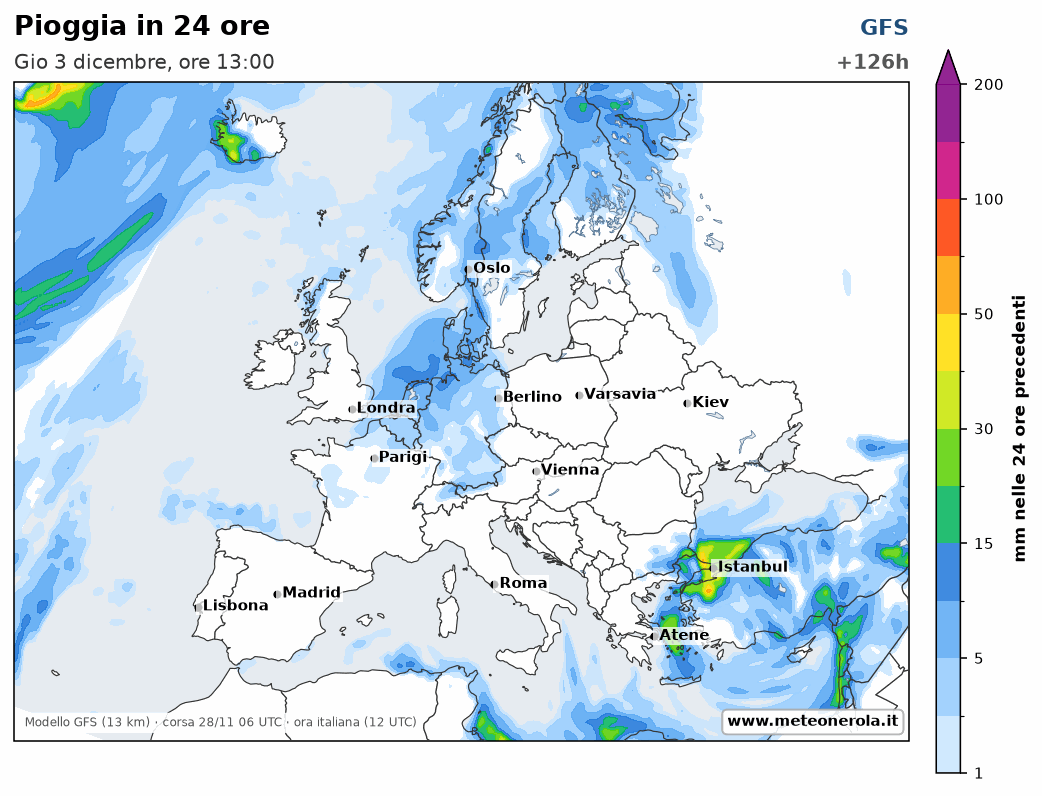 Pioggia in 24 ore
GFS
Gio 3 dicembre, ore 13:00
+126h
200
100
50
30
15
5
1
mm nelle 24 ore precedenti
Oslo
Londra
Berlino
Varsavia
Kiev
Parigi
Vienna
Istanbul
Roma
Madrid
Lisbona
Atene
Modello GFS (13 km) · corsa 28/11 06 UTC · ora italiana (12 UTC)
www.meteonerola.it